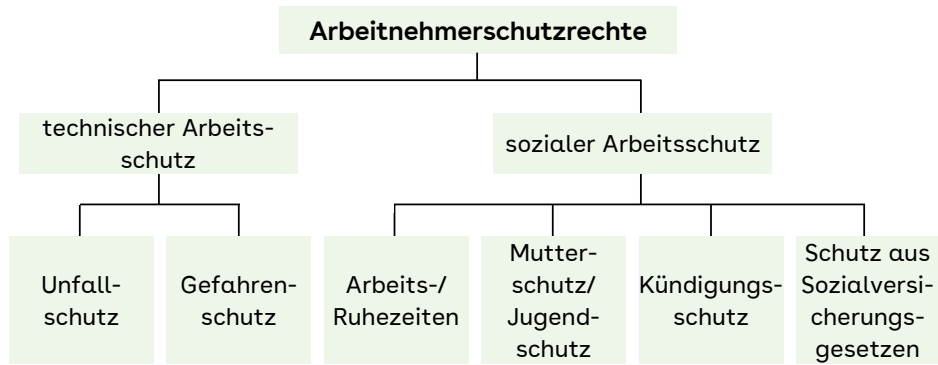 Arbeitnehmerschutzrechte
technischer Arbeits-
schutz
sozialer Arbeitsschutz
Unfall-
schutz
Gefahren-
schutz
Arbeits-/
Ruhezeiten
Mutter-
schutz/
Jugend-
schutz
Kündigungs-
schutz
Schutz aus
Sozialversi-
cherungs-
gesetzen